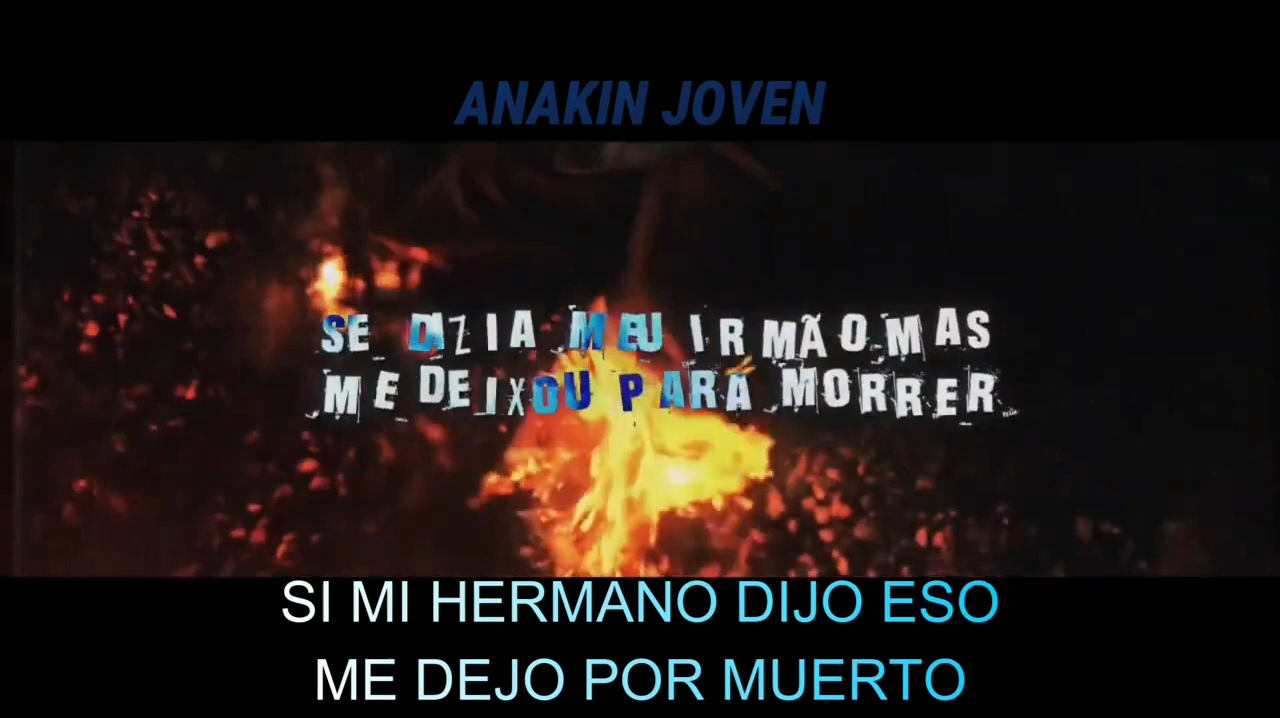 ANAKIN JOVEN
SE DIZIA MEU IRMÃO MAS
ME DEIXOU PARA MORRER
SI MI HERMANO DIJO ESO
ME DEJO POR MUERTO